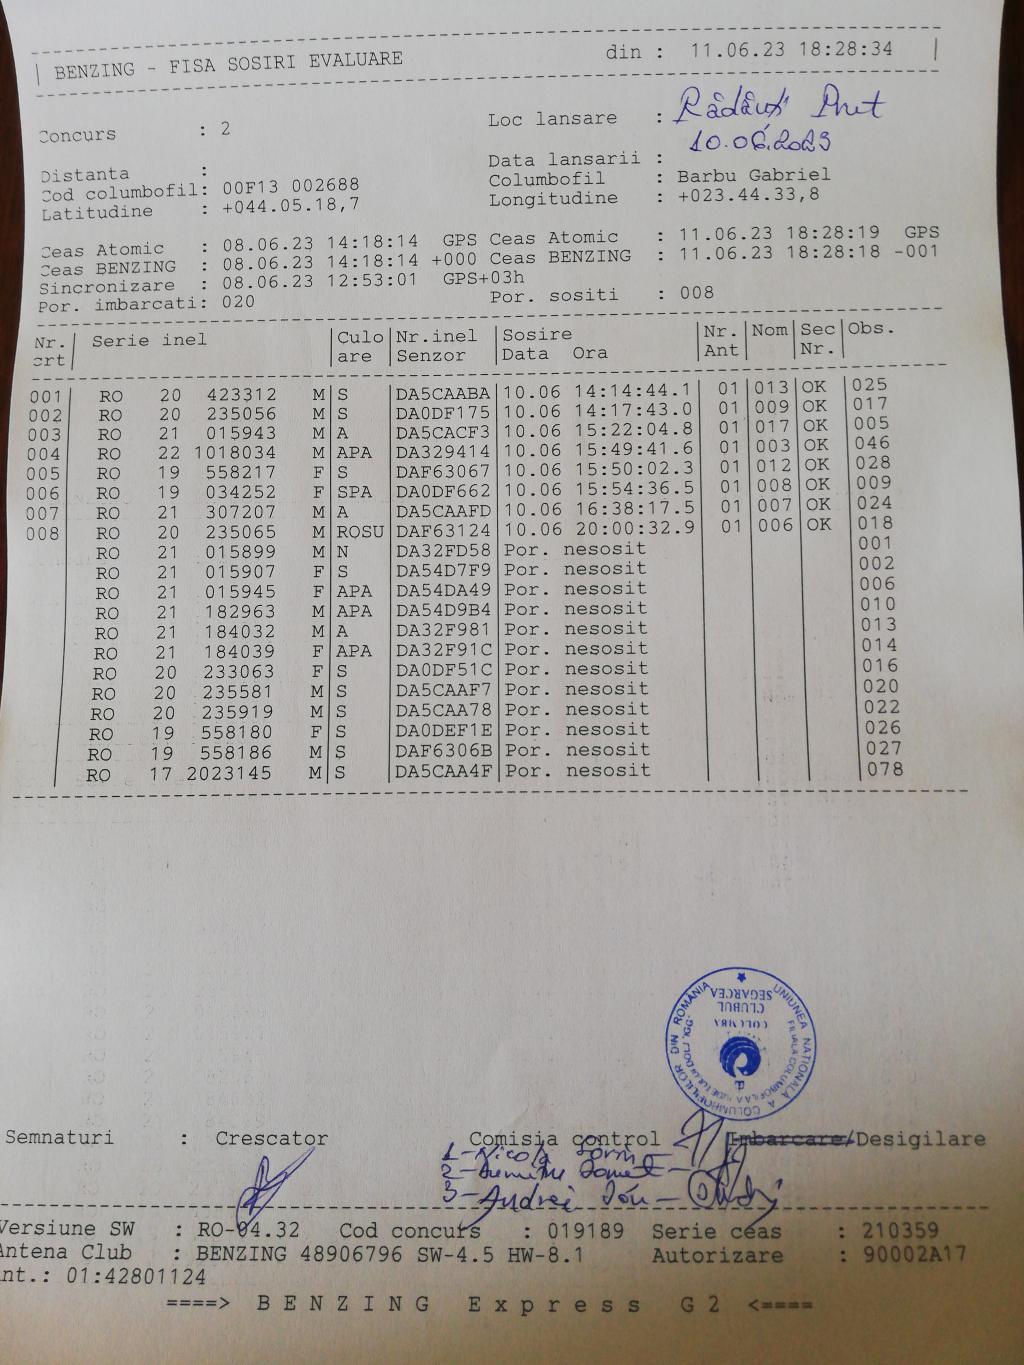 BENZING - FISA SOSIRI EVALUARE din : 11.06.23 18:28:34
Concurs : 2 Loc lansare : Rădăuți Prut
Data lansarii : 10.06.2023
Distanta :
Cod columbofil: 00F13 002688 Columbofil : Barbu Gabriel
Latitudine : +044.05.18,7 Longitudine : +023.44.33,8
Ceas Atomic : 08.06.23 14:18:14 GPS Ceas Atomic : 11.06.23 18:28:19 GPS
Ceas BENZING : 08.06.23 14:18:14 +000 Ceas BENZING : 11.06.23 18:28:18 -001
Sincronizare : 08.06.23 12:53:01 GPS+03h
Por. imbarcati: 020 Por. sositi : 008
Nr. Serie inel Culo Nr.inel Sosire Nr. Nom Sec Obs.
crt are Senzor Data Ora Ant Nr.
001 RO 20 423312 M S DA5CAABA 10.06 14:14:44.1 01 013 OK 025
002 RO 20 235056 M S DA0DF175 10.06 14:17:43.0 01 009 OK 017
003 RO 21 015943 M A DA5CACF3 10.06 15:22:04.8 01 017 OK 005
004 RO 22 1018034 M APA DA329414 10.06 15:49:41.6 01 003 OK 046
005 RO 19 558217 F S DAF63067 10.06 15:50:02.3 01 012 OK 028
006 RO 19 034252 F SPA DA0DF662 10.06 15:54:36.5 01 008 OK 009
007 RO 21 307207 M A DA5CAAFD 10.06 16:38:17.5 01 007 OK 024
008 RO 20 235065 M ROSU DAF63124 10.06 20:00:32.9 01 006 OK 018
RO 21 015899 M N DA32FD58 Por. nesosit 001
RO 21 015907 F S DA54D7F9 Por. nesosit 002
RO 21 015945 F APA DA54DA49 Por. nesosit 006
RO 21 182963 M APA DA54D9B4 Por. nesosit 010
RO 21 184032 M A DA32F981 Por. nesosit 013
RO 21 184039 F APA DA32F91C Por. nesosit 014
RO 20 233063 F S DA0DF51C Por. nesosit 016
RO 20 235581 M S DA5CAAF7 Por. nesosit 020
RO 20 235919 M S DA5CAA78 Por. nesosit 022
RO 19 558180 F S DA0DEF1E Por. nesosit 026
RO 19 558186 M S DAF6306B Por. nesosit 027
RO 17 2023145 M S DA5CAA4F Por. nesosit 078
UNIUNEA NATIONALA A COLUMBOFILILOR DIN ROMANIA
CLUBUL
SEGARCEA
Semnaturi : Crescator Comisia control Imbarcare/Desigilare
1-Nicola
2-
3-Andrei Ion-
Versiune SW : RO-04.32 Cod concurs : 019189 Serie ceas : 210359
Antena Club : BENZING 48906796 SW-4.5 HW-8.1 Autorizare : 90002A17
nt.: 01:42801124
====> BENZING Express G2 <====